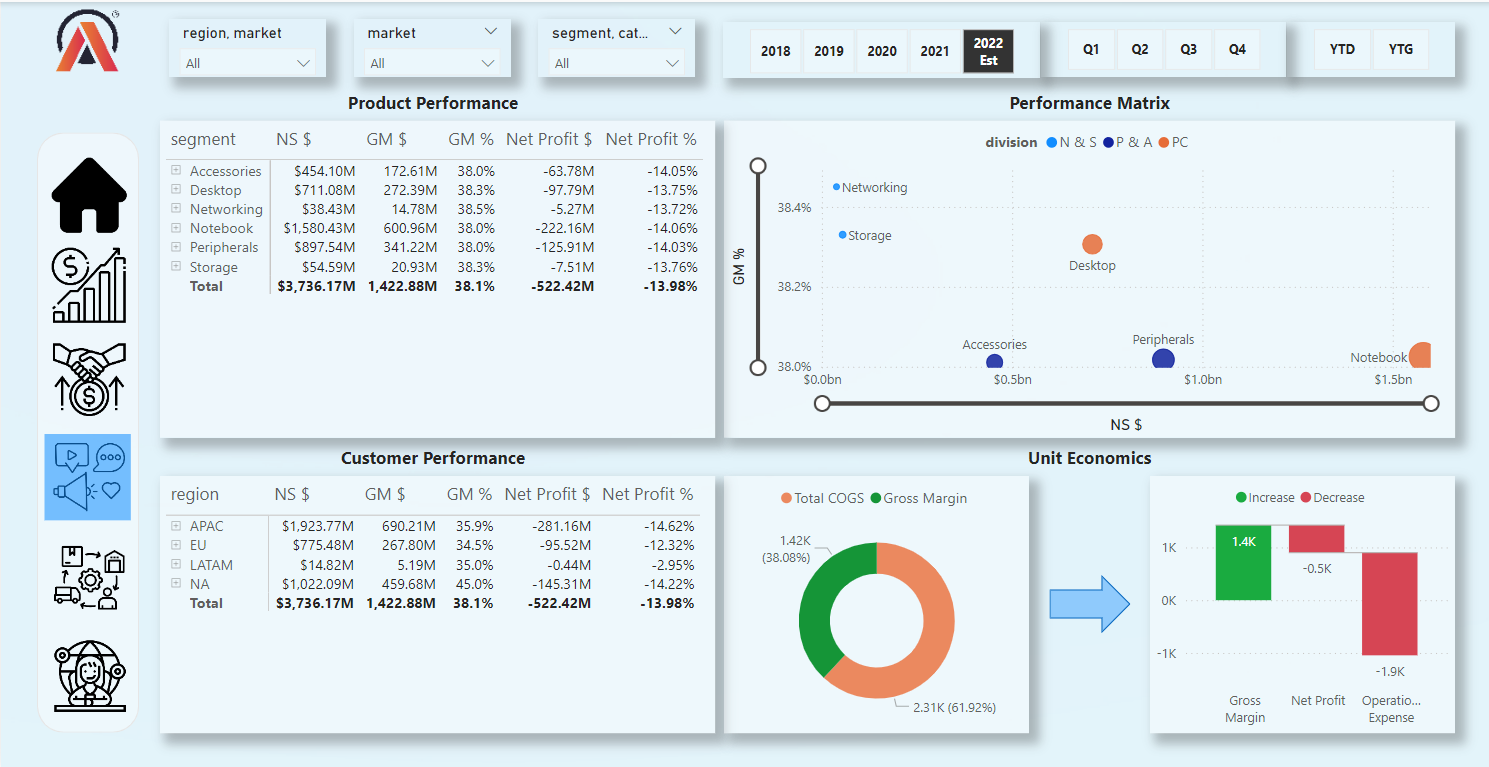 region, market
All
market
All
segment, cat...
All
2018 2019 2020 2021 2022 Est
Q1 Q2 Q3 Q4
YTD YTG
Product Performance
segment NS $ GM $ GM % Net Profit $ Net Profit %
Accessories $454.10M 172.61M 38.0% -63.78M -14.05%
Desktop $711.08M 272.39M 38.3% -97.79M -13.75%
Networking $38.43M 14.78M 38.5% -5.27M -13.72%
Notebook $1,580.43M 600.96M 38.0% -222.16M -14.06%
Peripherals $897.54M 341.22M 38.0% -125.91M -14.03%
Storage $54.59M 20.93M 38.3% -7.51M -13.76%
Total $3,736.17M 1,422.88M 38.1% -522.42M -13.98%
Performance Matrix
division N & S P & A PC
GM %
38.4%
38.2%
38.0%
Networking
Storage
Desktop
Accessories
Peripherals
Notebook
$0.0bn $0.5bn $1.0bn $1.5bn
NS $
Customer Performance
region NS $ GM $ GM % Net Profit $ Net Profit %
APAC $1,923.77M 690.21M 35.9% -281.16M -14.62%
EU $775.48M 267.80M 34.5% -95.52M -12.32%
LATAM $14.82M 5.19M 35.0% -0.44M -2.95%
NA $1,022.09M 459.68M 45.0% -145.31M -14.22%
Total $3,736.17M 1,422.88M 38.1% -522.42M -13.98%
Unit Economics
Total COGS Gross Margin
1.42K
(38.08%)
2.31K (61.92%)
Increase Decrease
1K
0K
-1K
1.4K
-0.5K
-1.9K
Gross
Margin
Net Profit
Operatio...
Expense